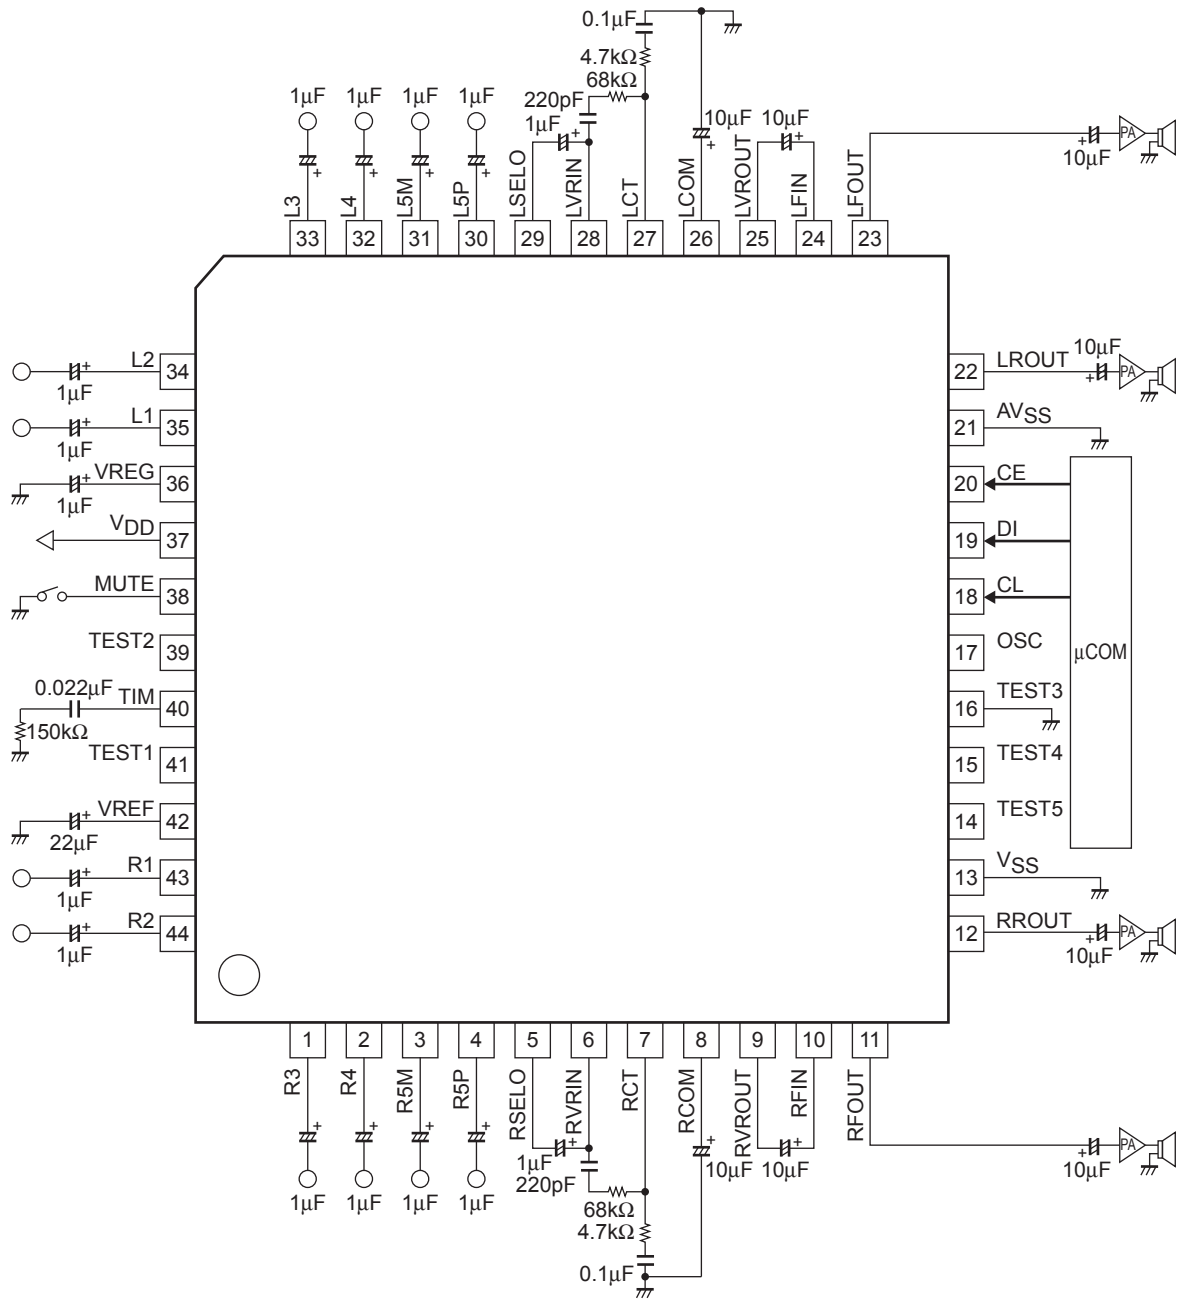 0.1μF
4.7kΩ
68kΩ
1μF 1μF 1μF 1μF
220pF
1μF
10μF 10μF
PA
10μF
L3 L4 L5M L5P LSELO LVRIN LCT LCOM LVROUT LFIN LFOUT
33 32 31 30 29 28 27 26 25 24 23
L2 34
1μF
L1 35
1μF
VREG 36
1μF
VDD 37
MUTE 38
TEST2 39
0.022μF
TIM 40
150kΩ
TEST1 41
VREF 42
22μF
R1 43
1μF
R2 44
1μF
10μF
22 LROUT
PA
21 AVSS
20 CE
19 DI
18 CL
17 OSC
μCOM
16 TEST3
15 TEST4
14 TEST5
13 VSS
12 RROUT
PA
10μF
1 2 3 4 5 6 7 8 9 10 11
R3 R4 R5M R5P RSELO RVRIN RCT RCOM RVROUT RFIN RFOUT
PA
10μF
1μF
220pF
10μF 10μF
1μF 1μF 1μF 1μF
68kΩ
4.7kΩ
0.1μF